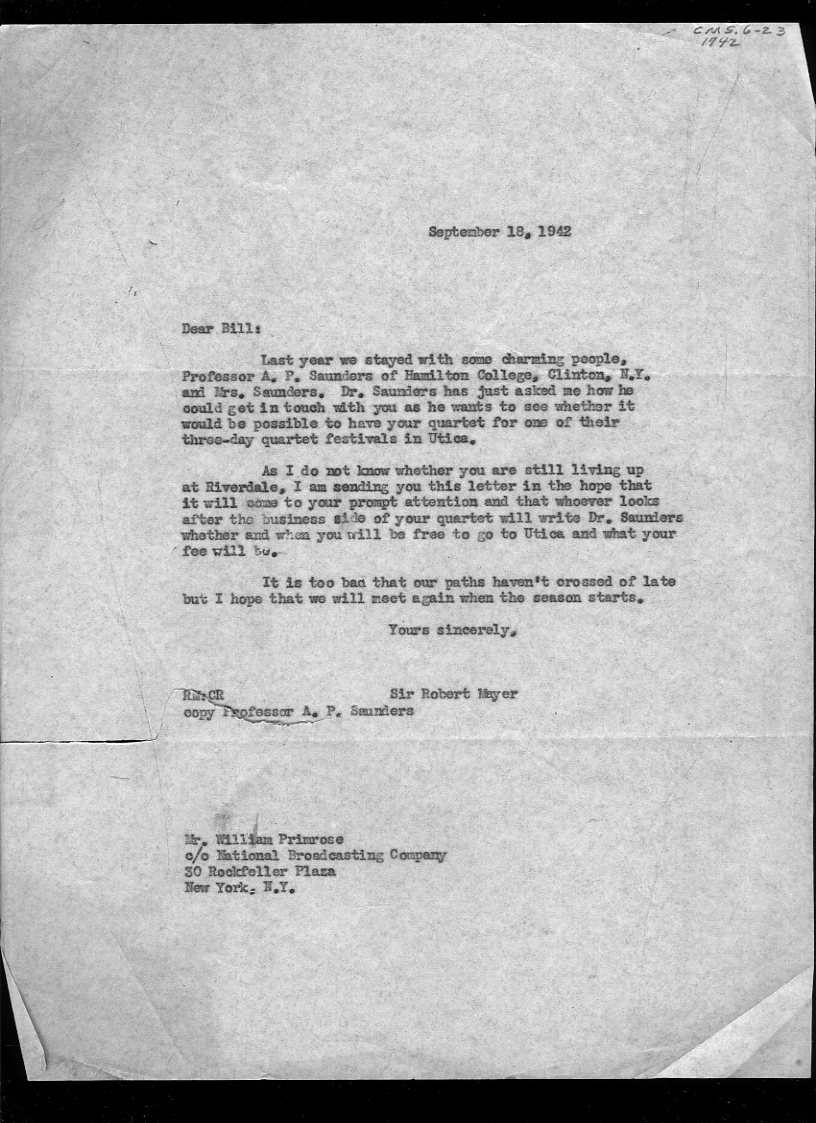 C.M.S. 6-23
1942
September 18, 1942
Dear Bill:
Last year we stayed with some charming people,
Professor A. P. Saunders of Hamilton College, Clinton, N.Y.
and Mrs. Saunders. Dr. Saunders has just asked me how he
could get in touch with you as he wants to see whether it
would be possible to have your quartet for one of their
three-day quartet festivals in Utica.
As I do not know whether you are still living up
at Riverdale, I am sending you this letter in the hope that
it will come to your prompt attention and that whoever looks
after the business side of your quartet will write Dr. Saunders
whether and when you will be free to go to Utica and what your
fee will be.
It is too bad that our paths haven't crossed of late
but I hope that we will meet again when the season starts.
Yours sincerely,
RM:CR Sir Robert Mayer
copy Professor A. P. Saunders
Mr. William Primrose
c/o National Broadcasting Company
30 Rockfeller Plaza
New York, N.Y.